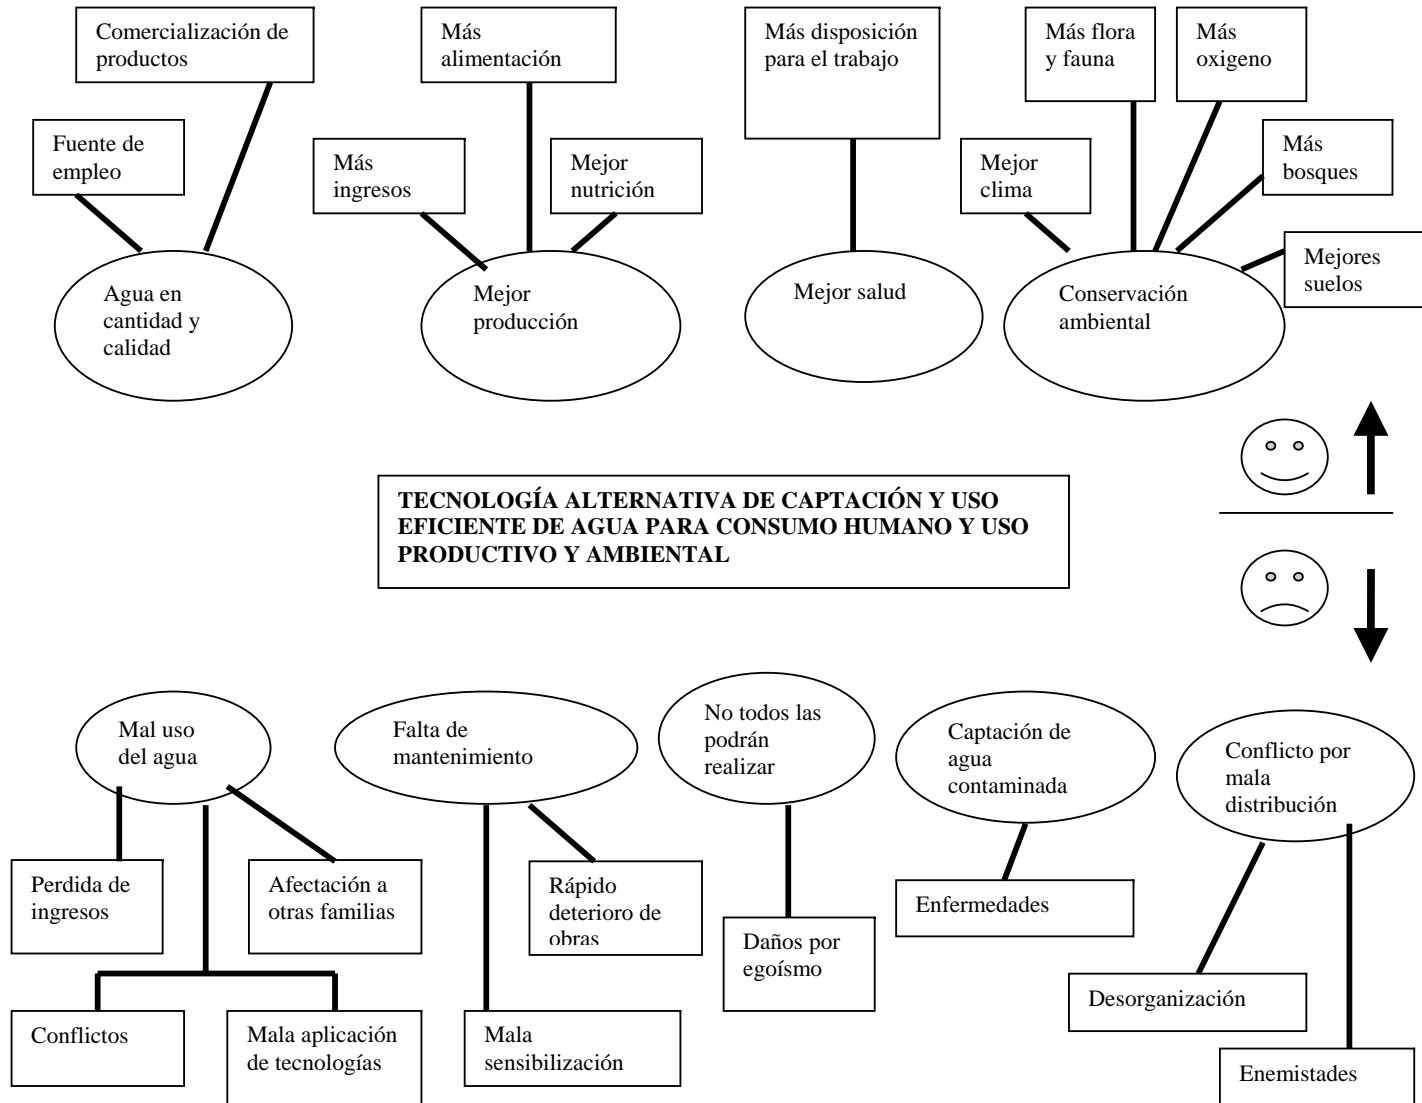 Comercialización de
productos
Más
alimentación
Más disposición
para el trabajo
Más flora
y fauna
Más
oxigeno
Fuente de
empleo
Más
ingresos
Mejor
nutrición
Mejor
clima
Más
bosques
Mejores
suelos
Agua en
cantidad y
calidad
Mejor
producción
Mejor salud
Conservación
ambiental
TECNOLOGÍA ALTERNATIVA DE CAPTACIÓN Y USO
EFICIENTE DE AGUA PARA CONSUMO HUMANO Y USO
PRODUCTIVO Y AMBIENTAL
Mal uso
del agua
Falta de
mantenimiento
No todos las
podrán
realizar
Captación de
agua
contaminada
Conflicto por
mala
distribución
Perdida de
ingresos
Afectación a
otras familias
Rápido
deterioro de
obras
Daños por
egoísmo
Enfermedades
Desorganización
Conflictos
Mala aplicación
de tecnologías
Mala
sensibilización
Enemistades